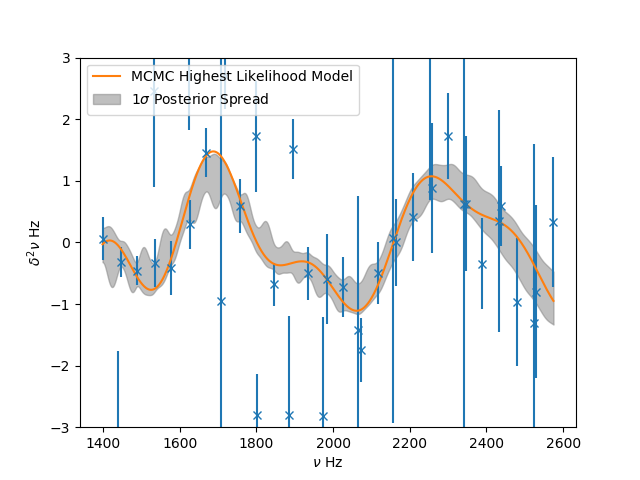 MCMC Highest Likelihood Model
1σ Posterior Spread
3
2
1
0
−1
−2
−3
δ²ν Hz
1400 1600 1800 2000 2200 2400 2600
ν Hz